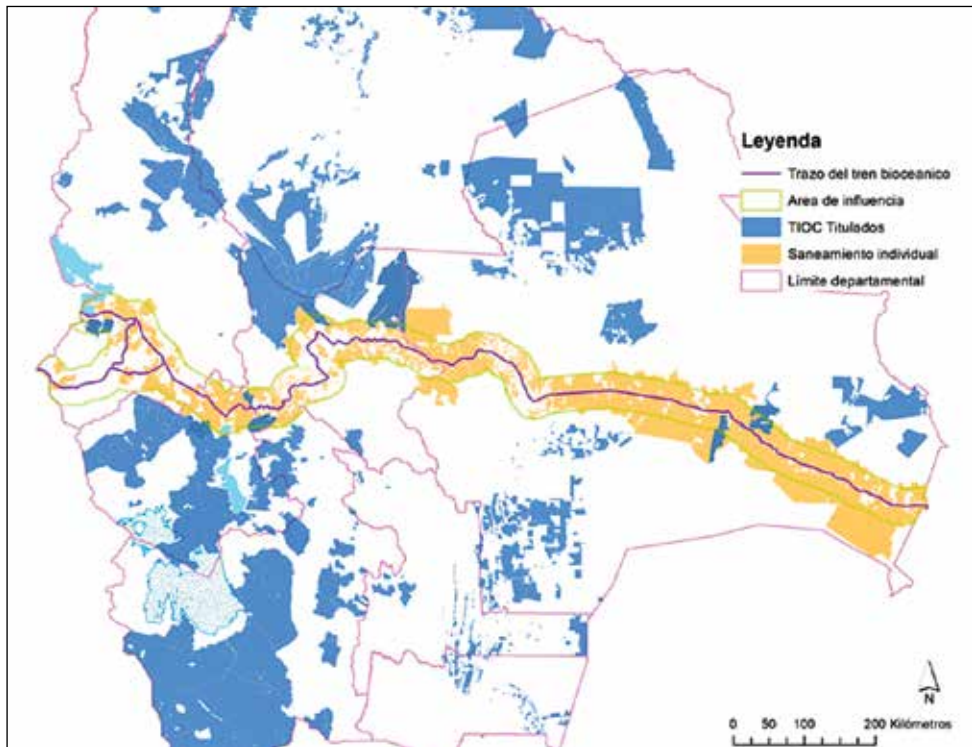 Leyenda
Trazo del tren bioceanico
Area de influencia
TIOC Titulados
Saneamiento individual
Límite departamental
N
0 50 100 200 Kilómetros